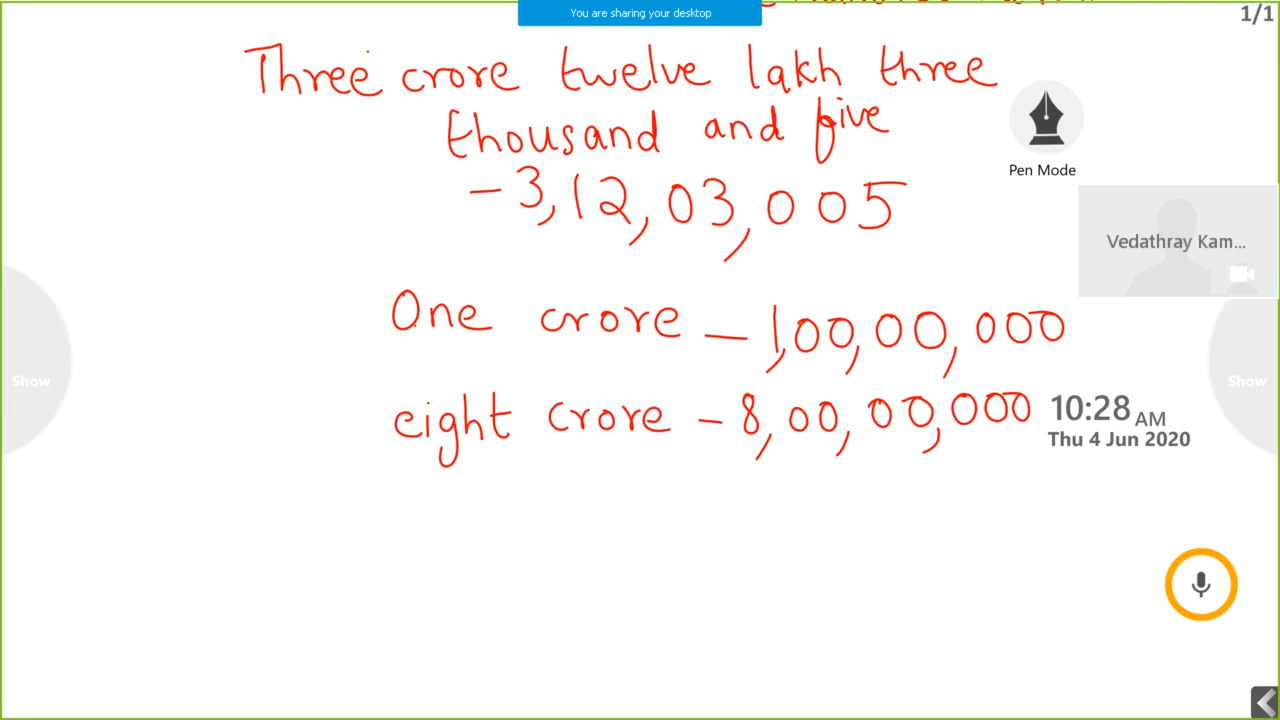 You are sharing your desktop
1/1
Three crore twelve lakh three
thousand and five
- 3,12,03,005
Pen Mode
Vedathray Kam...
One crore - 1,00,00,000
Show
Show
eight crore - 8,00,00,000
10:28 AM
Thu 4 Jun 2020